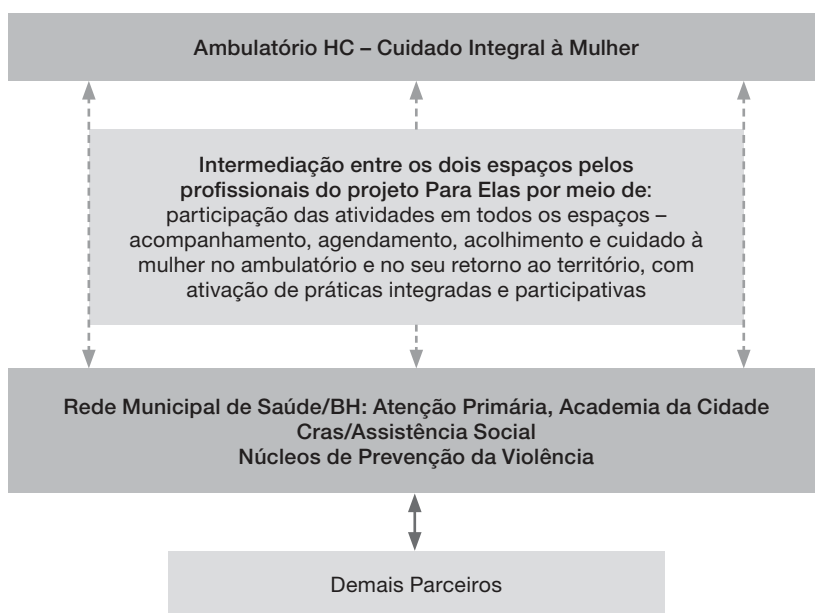 Ambulatório HC – Cuidado Integral à Mulher
Intermediação entre os dois espaços pelos
profissionais do projeto Para Elas por meio de:
participação das atividades em todos os espaços –
acompanhamento, agendamento, acolhimento e cuidado à
mulher no ambulatório e no seu retorno ao território, com
ativação de práticas integradas e participativas
Rede Municipal de Saúde/BH: Atenção Primária, Academia da Cidade
Cras/Assistência Social
Núcleos de Prevenção da Violência
Demais Parceiros